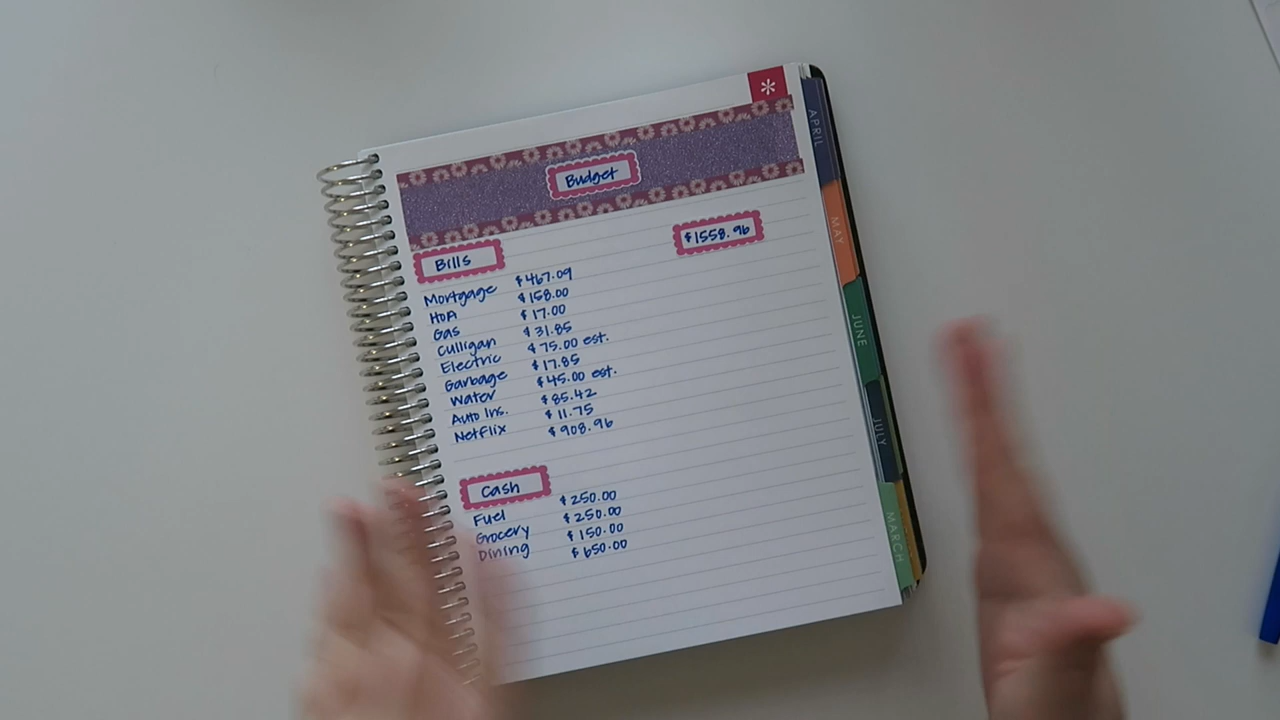 *
Budget
$1558.96
Bills
Mortgage $467.09
HOA $158.00
Gas $17.00
Culligan $31.85
Electric $75.00 est.
Garbage $17.85
Water $45.00 est.
Auto Ins. $85.42
Netflix $11.75
$908.96
Cash
Fuel $250.00
Grocery $250.00
Dining $150.00
$650.00
APRIL
MAY
JUNE
JULY
MARCH